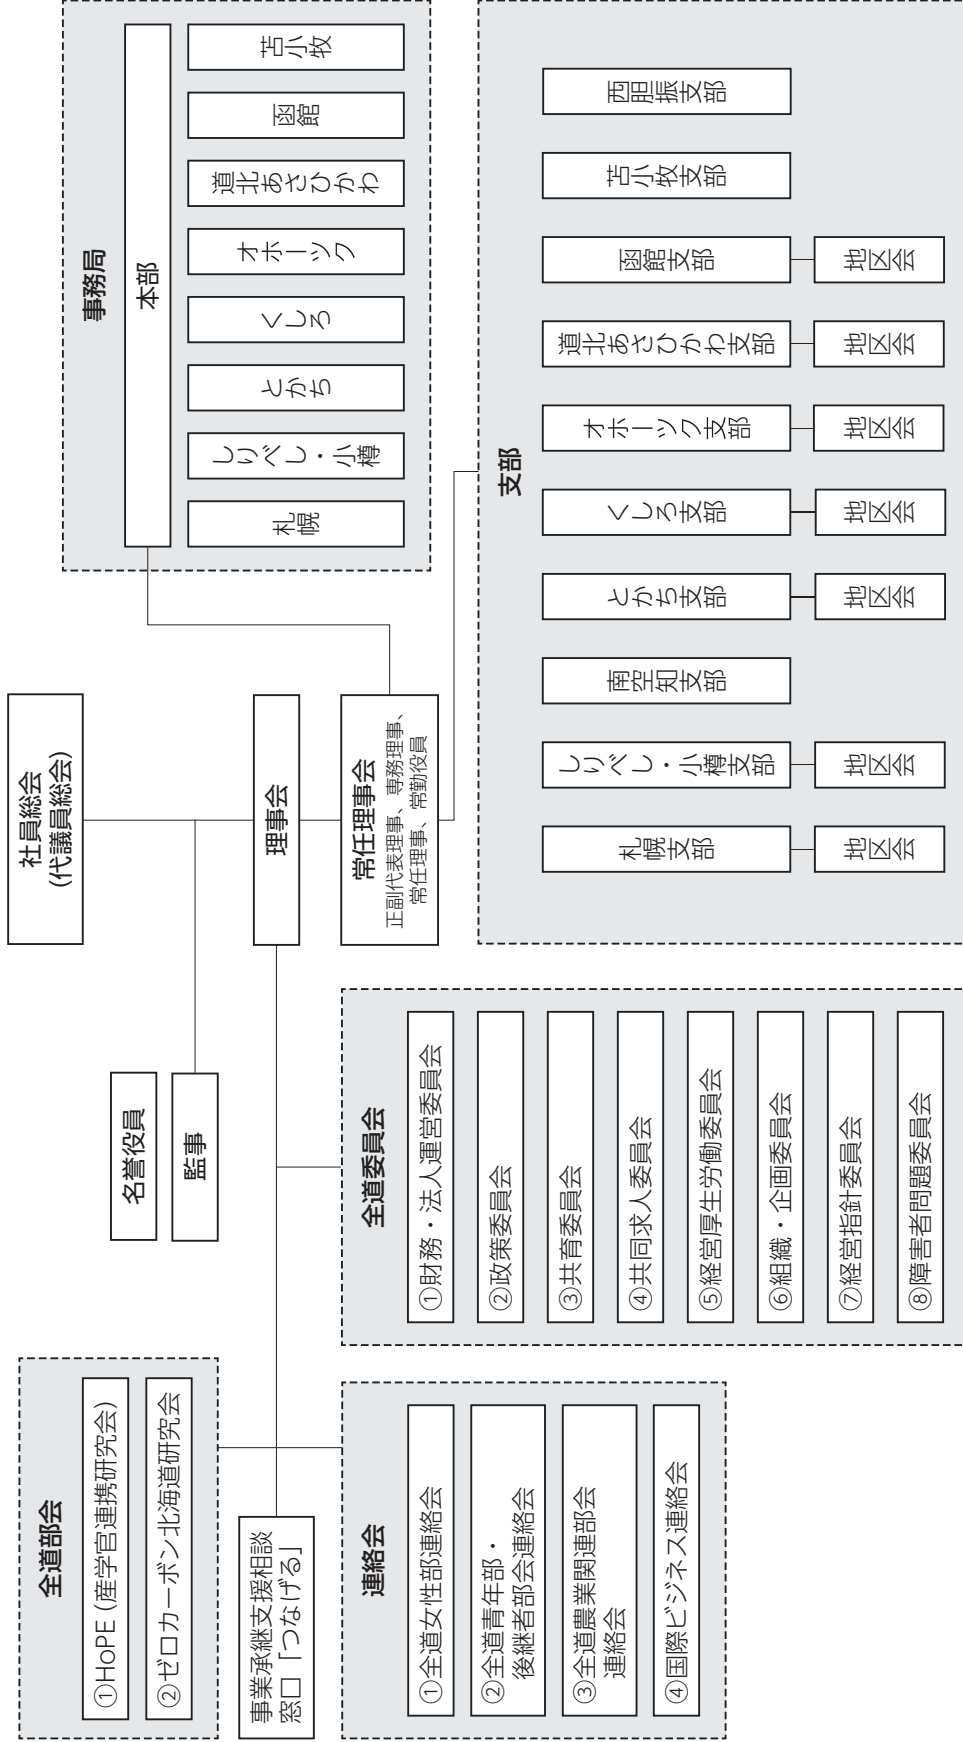 社員総会
(代議員総会)
名誉役員
監事
理事会
常任理事会
正副代表理事、専務理事、
常任理事、常勤役員
全道部会
①HoPE (産学官連携研究会)
②ゼロカーボン北海道研究会
事業承継支援相談
窓口「つなげる」
連絡会
①全道女性部連絡会
②全道青年部・
後継者部会連絡会
③全道農業関連部会
連絡会
④国際ビジネス連絡会
全道委員会
①財務・法人運営委員会
②政策委員会
③共育委員会
④共同求人委員会
⑤経営厚生労働委員会
⑥組織・企画委員会
⑦経営指針委員会
⑧障害者問題委員会
事務局
本部
札幌
しりべし・小樽
とかち
くしろ
オホーツク
道北あさひかわ
函館
苫小牧
支部
札幌支部
しりべし・小樽支部
南空知支部
とかち支部
くしろ支部
オホーツク支部
道北あさひかわ支部
函館支部
苫小牧支部
西胆振支部
地区会
地区会
地区会
地区会
地区会
地区会
地区会